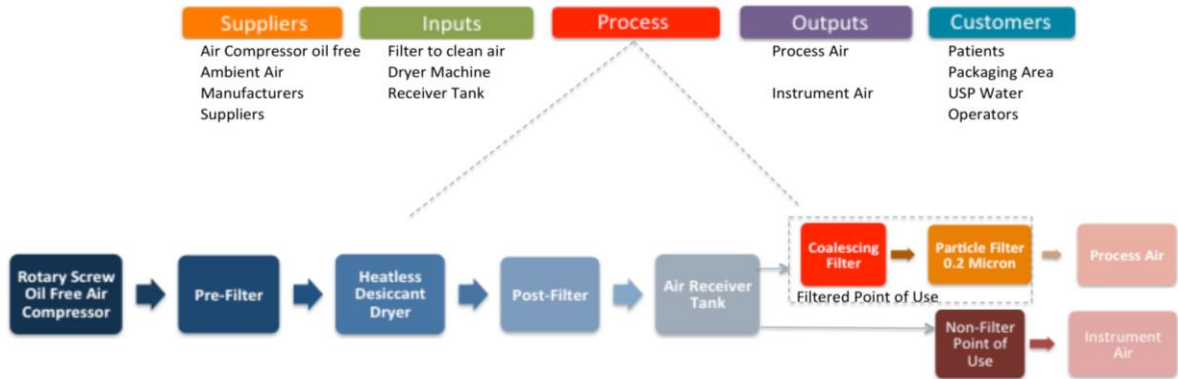 Suppliers
Air Compressor oil free
Ambient Air
Manufacturers
Suppliers
Inputs
Filter to clean air
Dryer Machine
Receiver Tank
Process
Outputs
Process Air
Instrument Air
Customers
Patients
Packaging Area
USP Water
Operators
Rotary Screw
Oil Free Air
Compressor
Pre-Filter
Heatless
Desiccant
Dryer
Post-Filter
Air Receiver
Tank
Coalescing
Filter
Particle Filter
0.2 Micron
Filtered Point of Use
Process Air
Non-Filter
Point of
Use
Instrument
Air